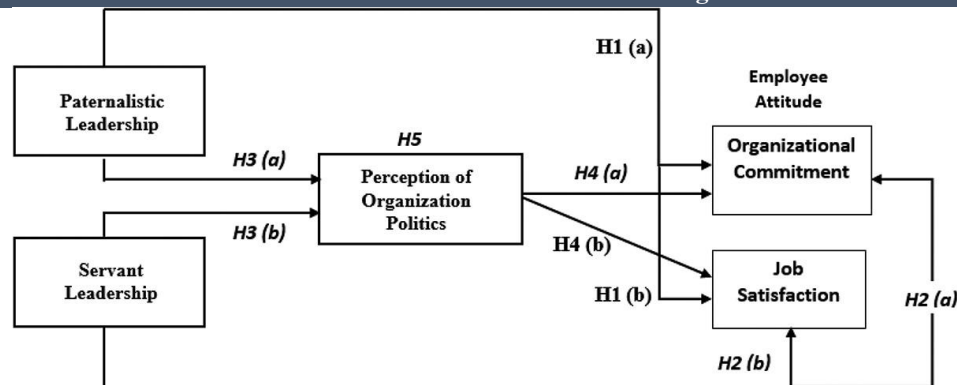 H1 (a)
Employee
Attitude
Paternalistic
Leadership
H3 (a)
H5
Perception of
Organization
Politics
H4 (a)
Organizational
Commitment
H3 (b)
Servant
Leadership
H4 (b)
H1 (b)
Job
Satisfaction
H2 (a)
H2 (b)